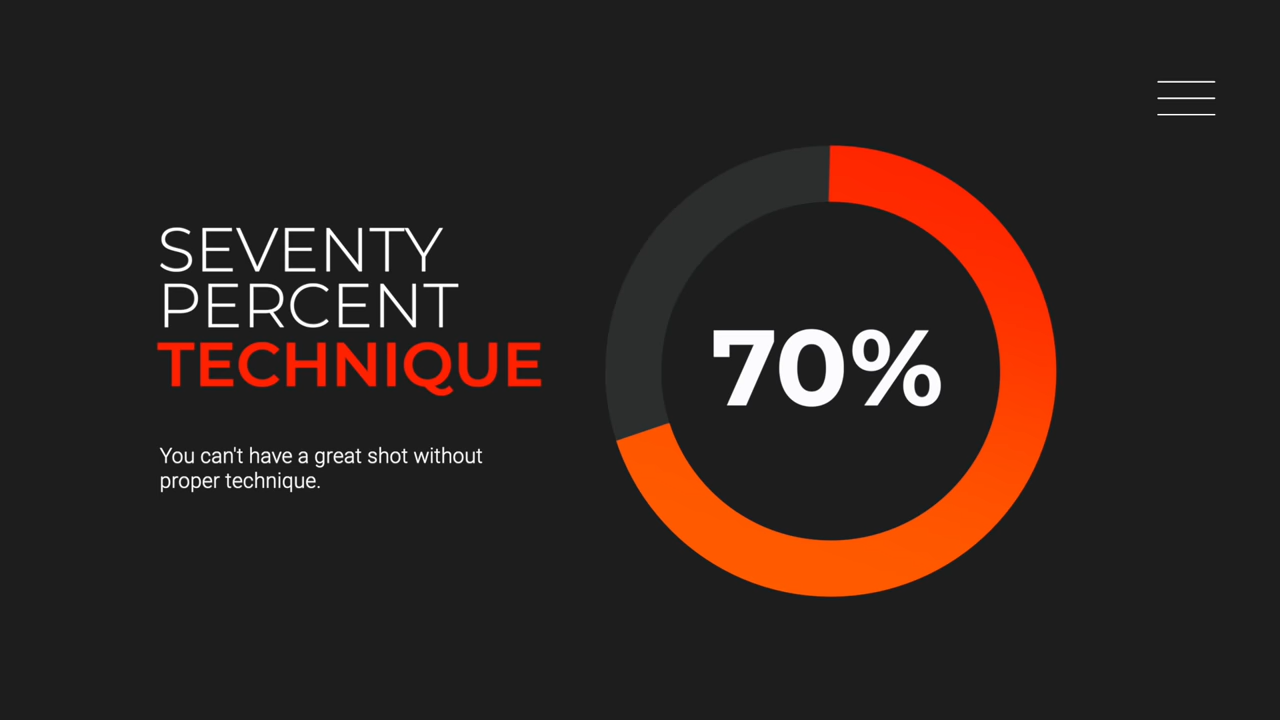 SEVENTY
PERCENT
TECHNIQUE
You can't have a great shot without
proper technique.
70%